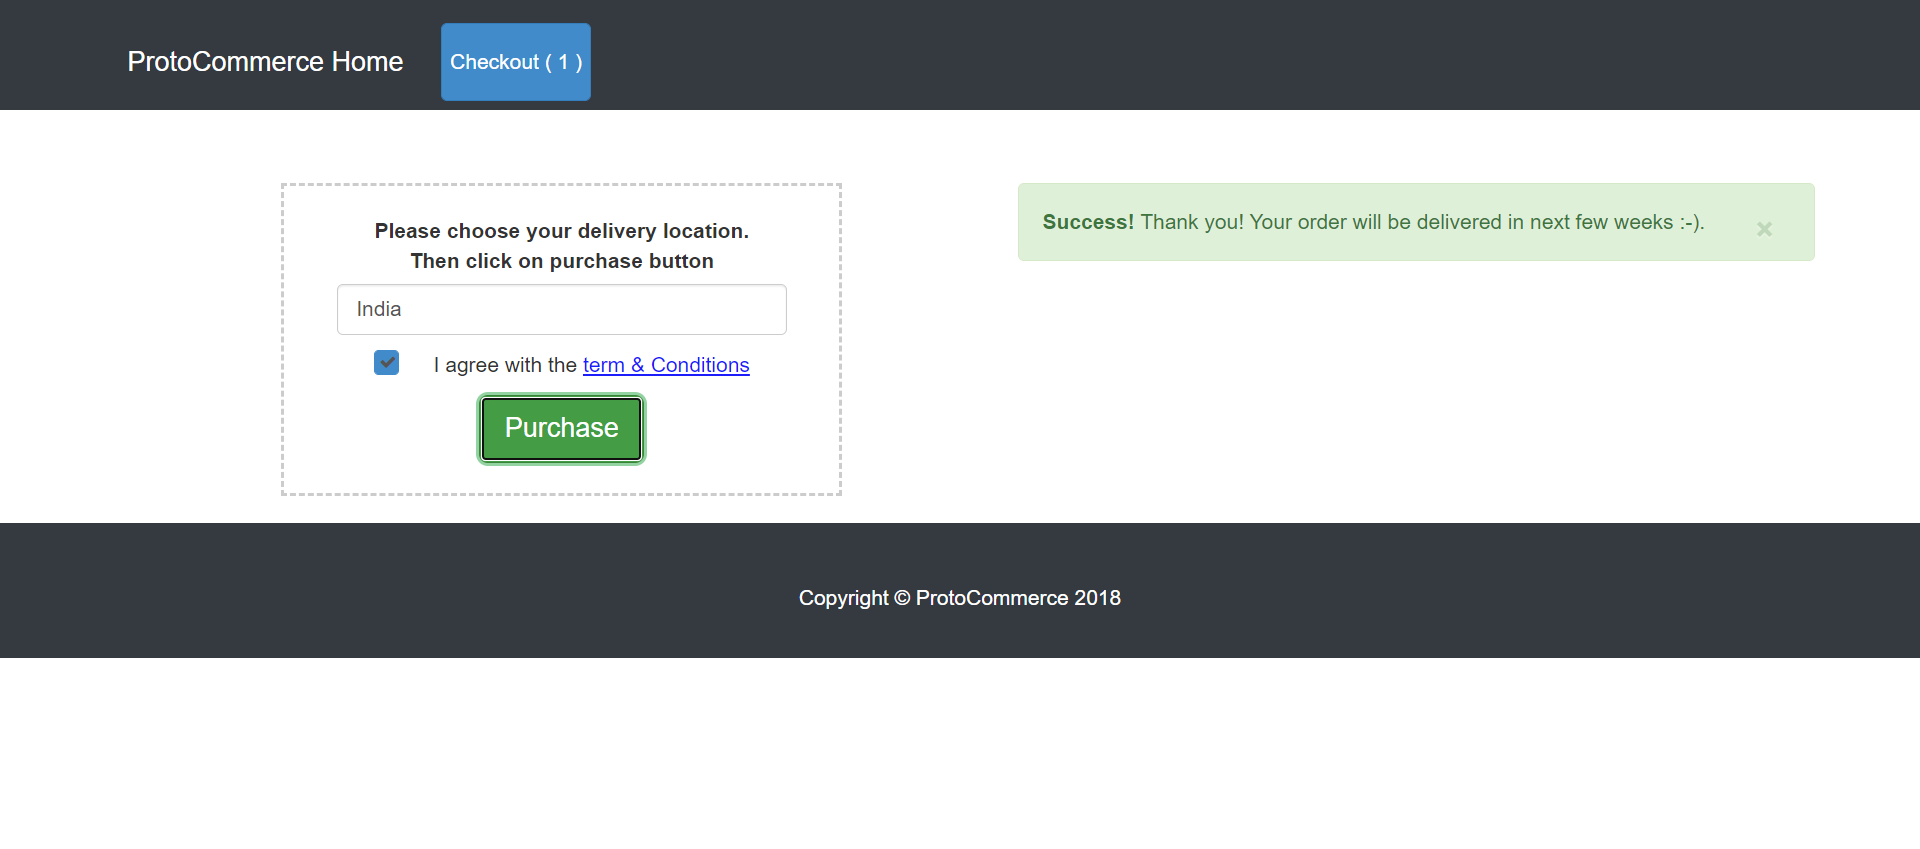 ProtoCommerce Home
Checkout ( 1 )
Please choose your delivery location.
Then click on purchase button
India
I agree with the term & Conditions
Purchase
Success! Thank you! Your order will be delivered in next few weeks :-).
×
Copyright © ProtoCommerce 2018